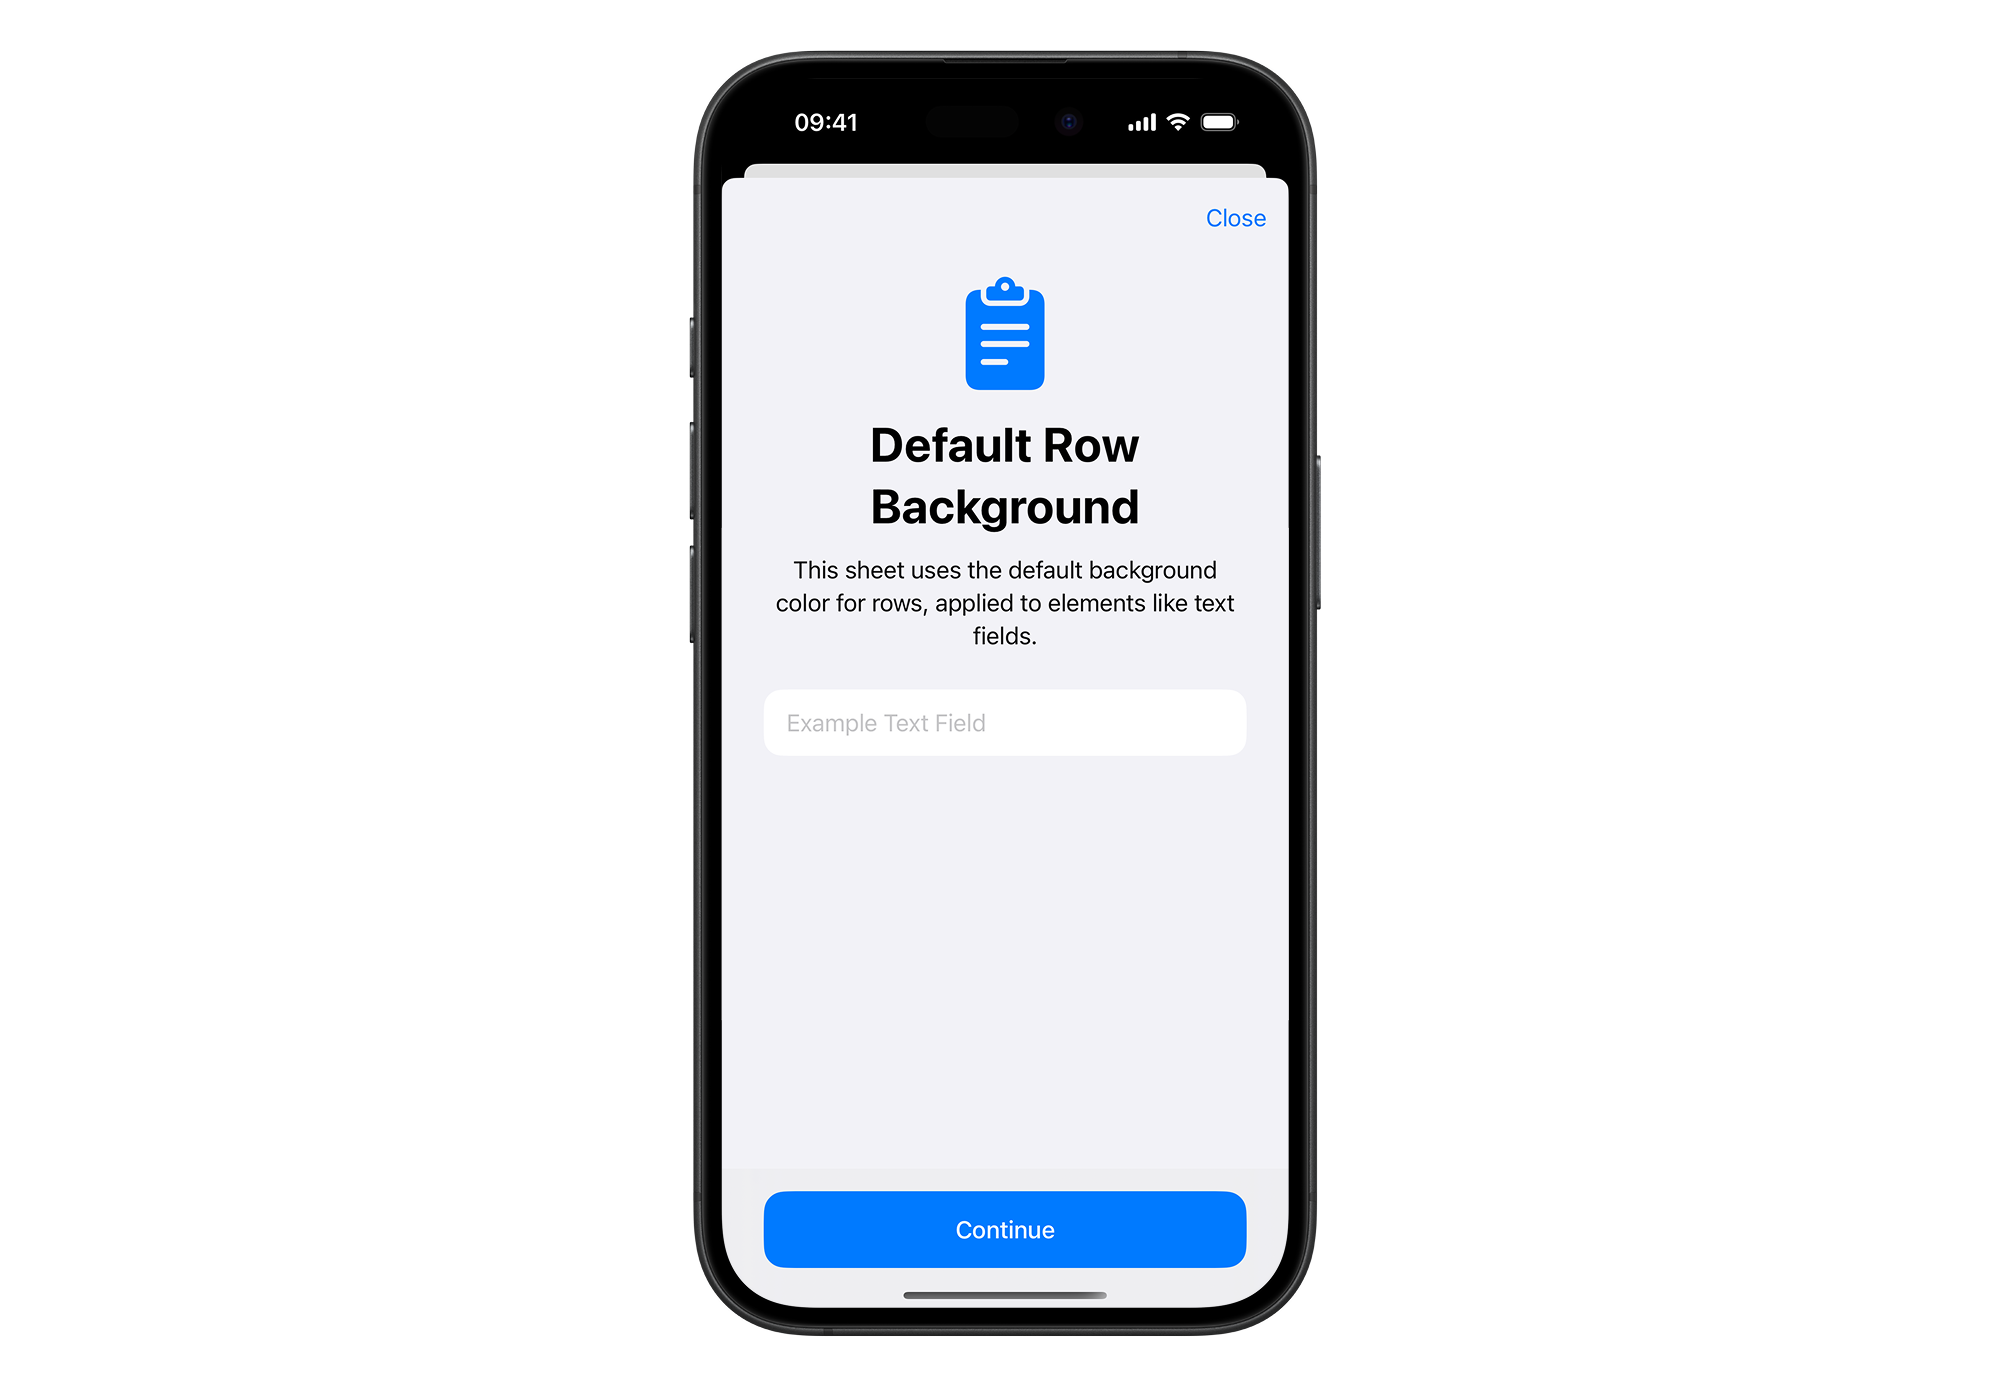 09:41
Close
Default Row
Background
This sheet uses the default background
color for rows, applied to elements like text
fields.
Example Text Field
Continue